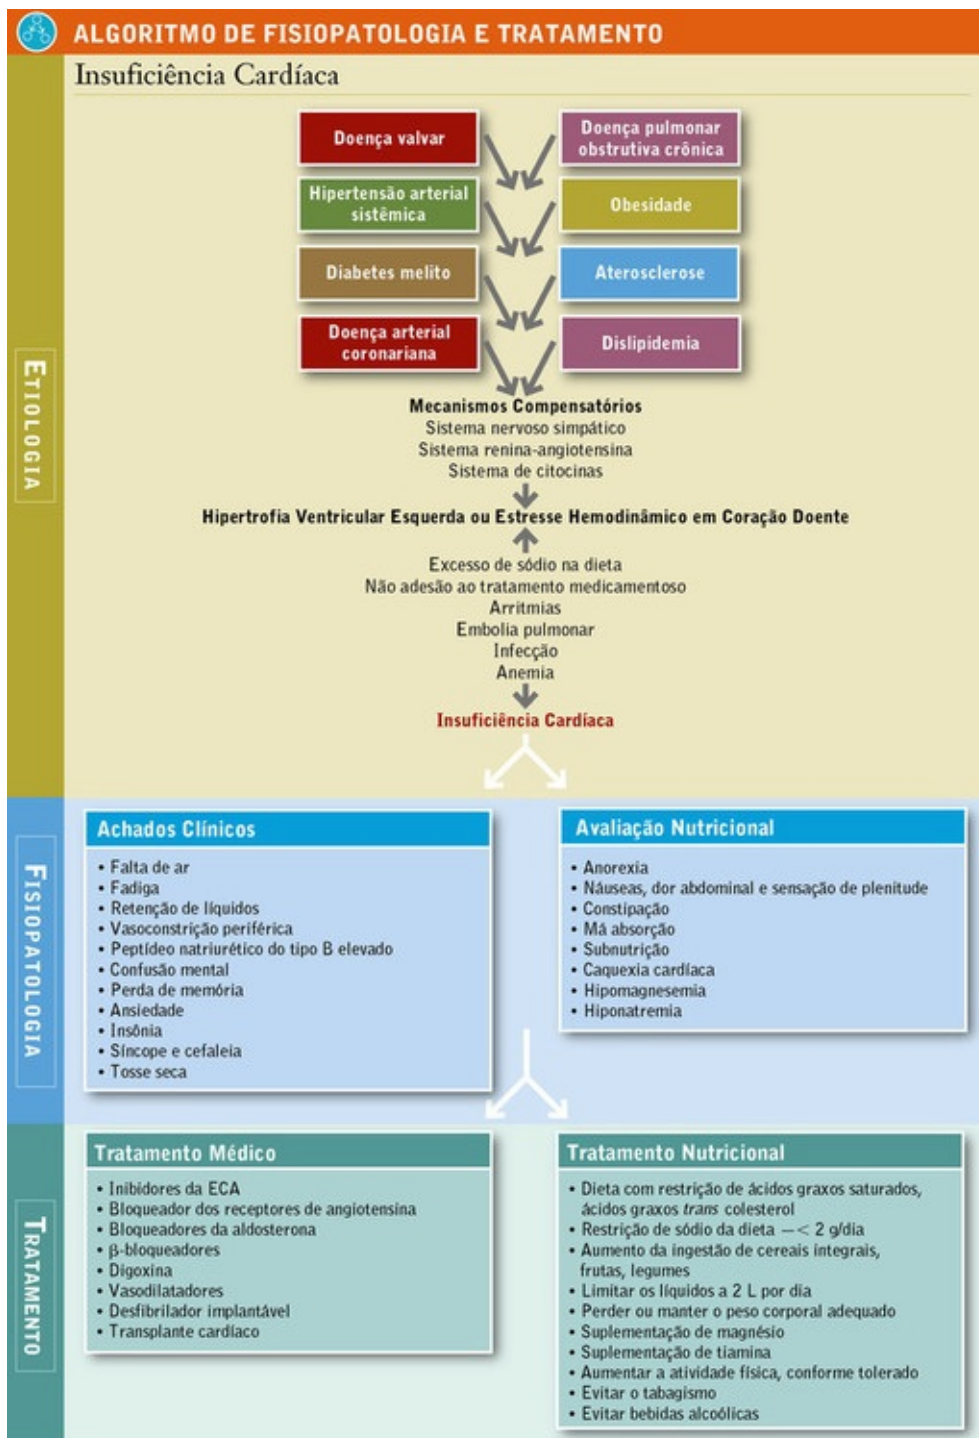 ALGORITMO DE FISIOPATOLOGIA E TRATAMENTO
Insuficiência Cardíaca
ETIOLOGIA
Doença valvar
Doença pulmonar
obstrutiva crônica
Hipertensão arterial
sistêmica
Obesidade
Diabetes melito
Aterosclerose
Doença arterial
coronariana
Dislipidemia
Mecanismos Compensatórios
Sistema nervoso simpático
Sistema renina-angiotensina
Sistema de citocinas
Hipertrofia Ventricular Esquerda ou Estresse Hemodinâmico em Coração Doente
Excesso de sódio na dieta
Não adesão ao tratamento medicamentoso
Arritmias
Embolia pulmonar
Infecção
Anemia
Insuficiência Cardíaca
FISIOPATOLOGIA
Achados Clínicos
• Falta de ar
• Fadiga
• Retenção de líquidos
• Vasoconstrição periférica
• Peptídeo natriurético do tipo B elevado
• Confusão mental
• Perda de memória
• Ansiedade
• Insônia
• Síncope e cefaleia
• Tosse seca
Avaliação Nutricional
• Anorexia
• Náuseas, dor abdominal e sensação de plenitude
• Constipação
• Má absorção
• Subnutrição
• Caquexia cardíaca
• Hipomagnesemia
• Hiponatremia
TRATAMENTO
Tratamento Médico
• Inibidores da ECA
• Bloqueador dos receptores de angiotensina
• Bloqueadores da aldosterona
• β-bloqueadores
• Digoxina
• Vasodilatadores
• Desfibrilador implantável
• Transplante cardíaco
Tratamento Nutricional
• Dieta com restrição de ácidos graxos saturados,
ácidos graxos trans colesterol
• Restrição de sódio da dieta —< 2 g/dia
• Aumento da ingestão de cereais integrais,
frutas, legumes
• Limitar os líquidos a 2 L por dia
• Perder ou manter o peso corporal adequado
• Suplementação de magnésio
• Suplementação de tiamina
• Aumentar a atividade física, conforme tolerado
• Evitar o tabagismo
• Evitar bebidas alcoólicas